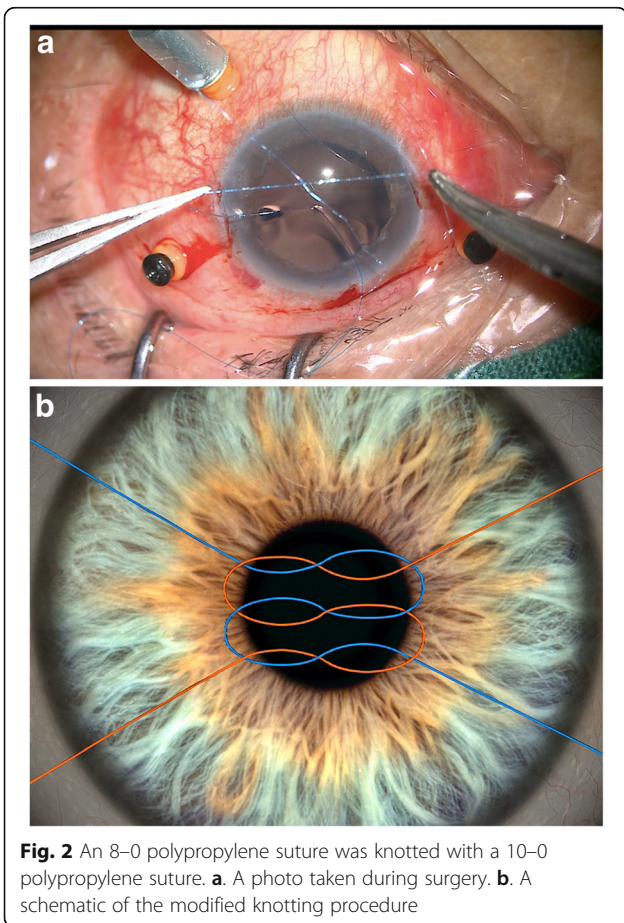 a
b
Fig. 2 An 8–0 polypropylene suture was knotted with a 10–0
polypropylene suture. a. A photo taken during surgery. b. A
schematic of the modified knotting procedure